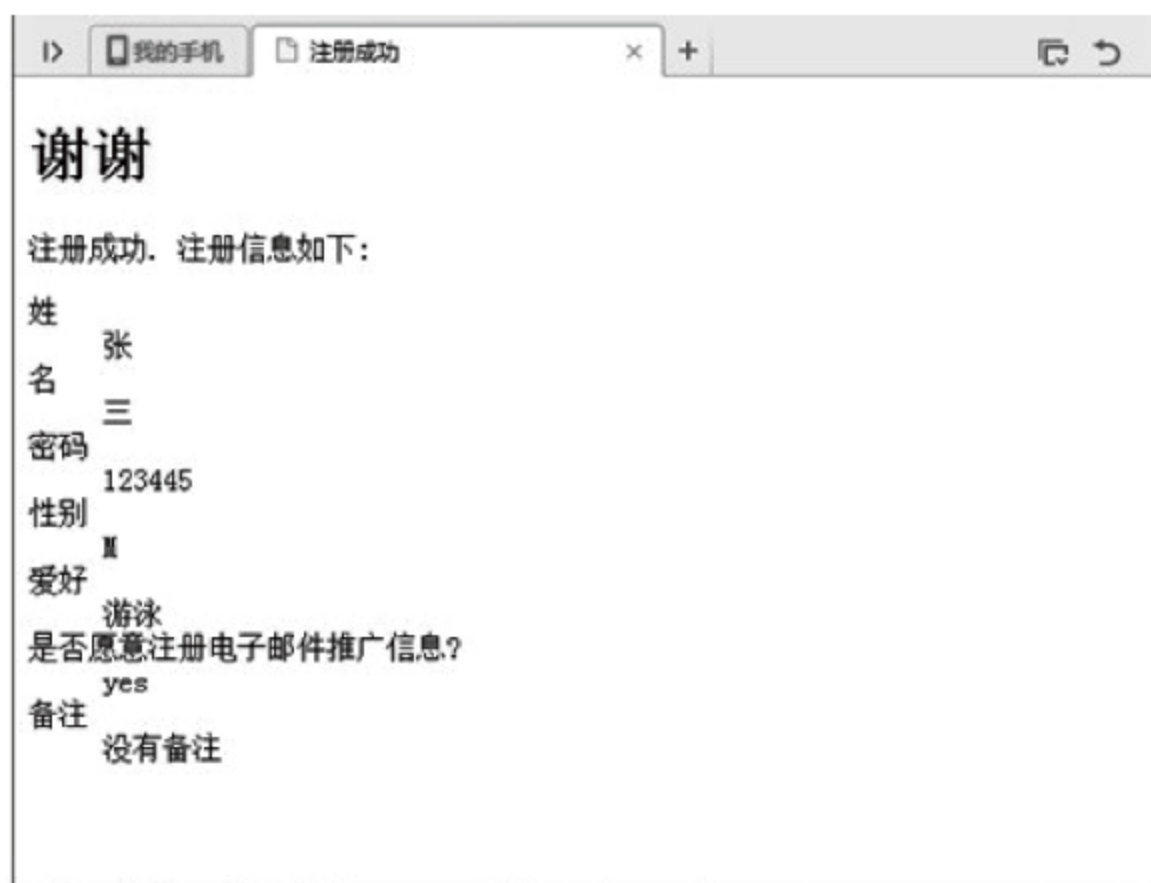 我的手机 注册成功
谢谢
注册成功. 注册信息如下:
姓
张
名
三
密码
123445
性别
M
爱好
游泳
是否愿意注册电子邮件推广信息?
yes
备注
没有备注